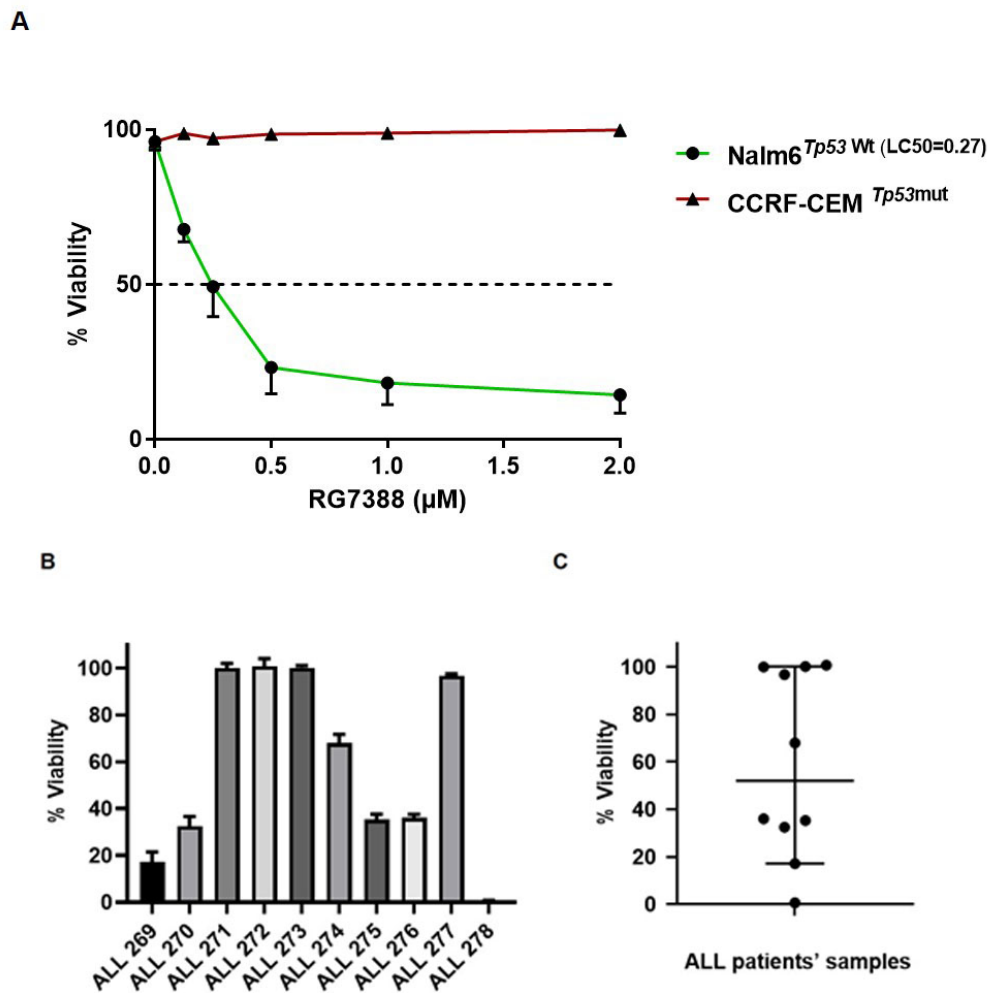 A
100
50
0
% Viability
0.0 0.5 1.0 1.5 2.0
RG7388 (µM)
Nalm6 Tp53 Wt (LC50=0.27)
CCRF-CEM Tp53mut
B
100
80
60
40
20
0
% Viability
ALL 269
ALL 270
ALL 271
ALL 272
ALL 273
ALL 274
ALL 275
ALL 276
ALL 277
ALL 278
C
100
80
60
40
20
0
% Viability
ALL patients’ samples